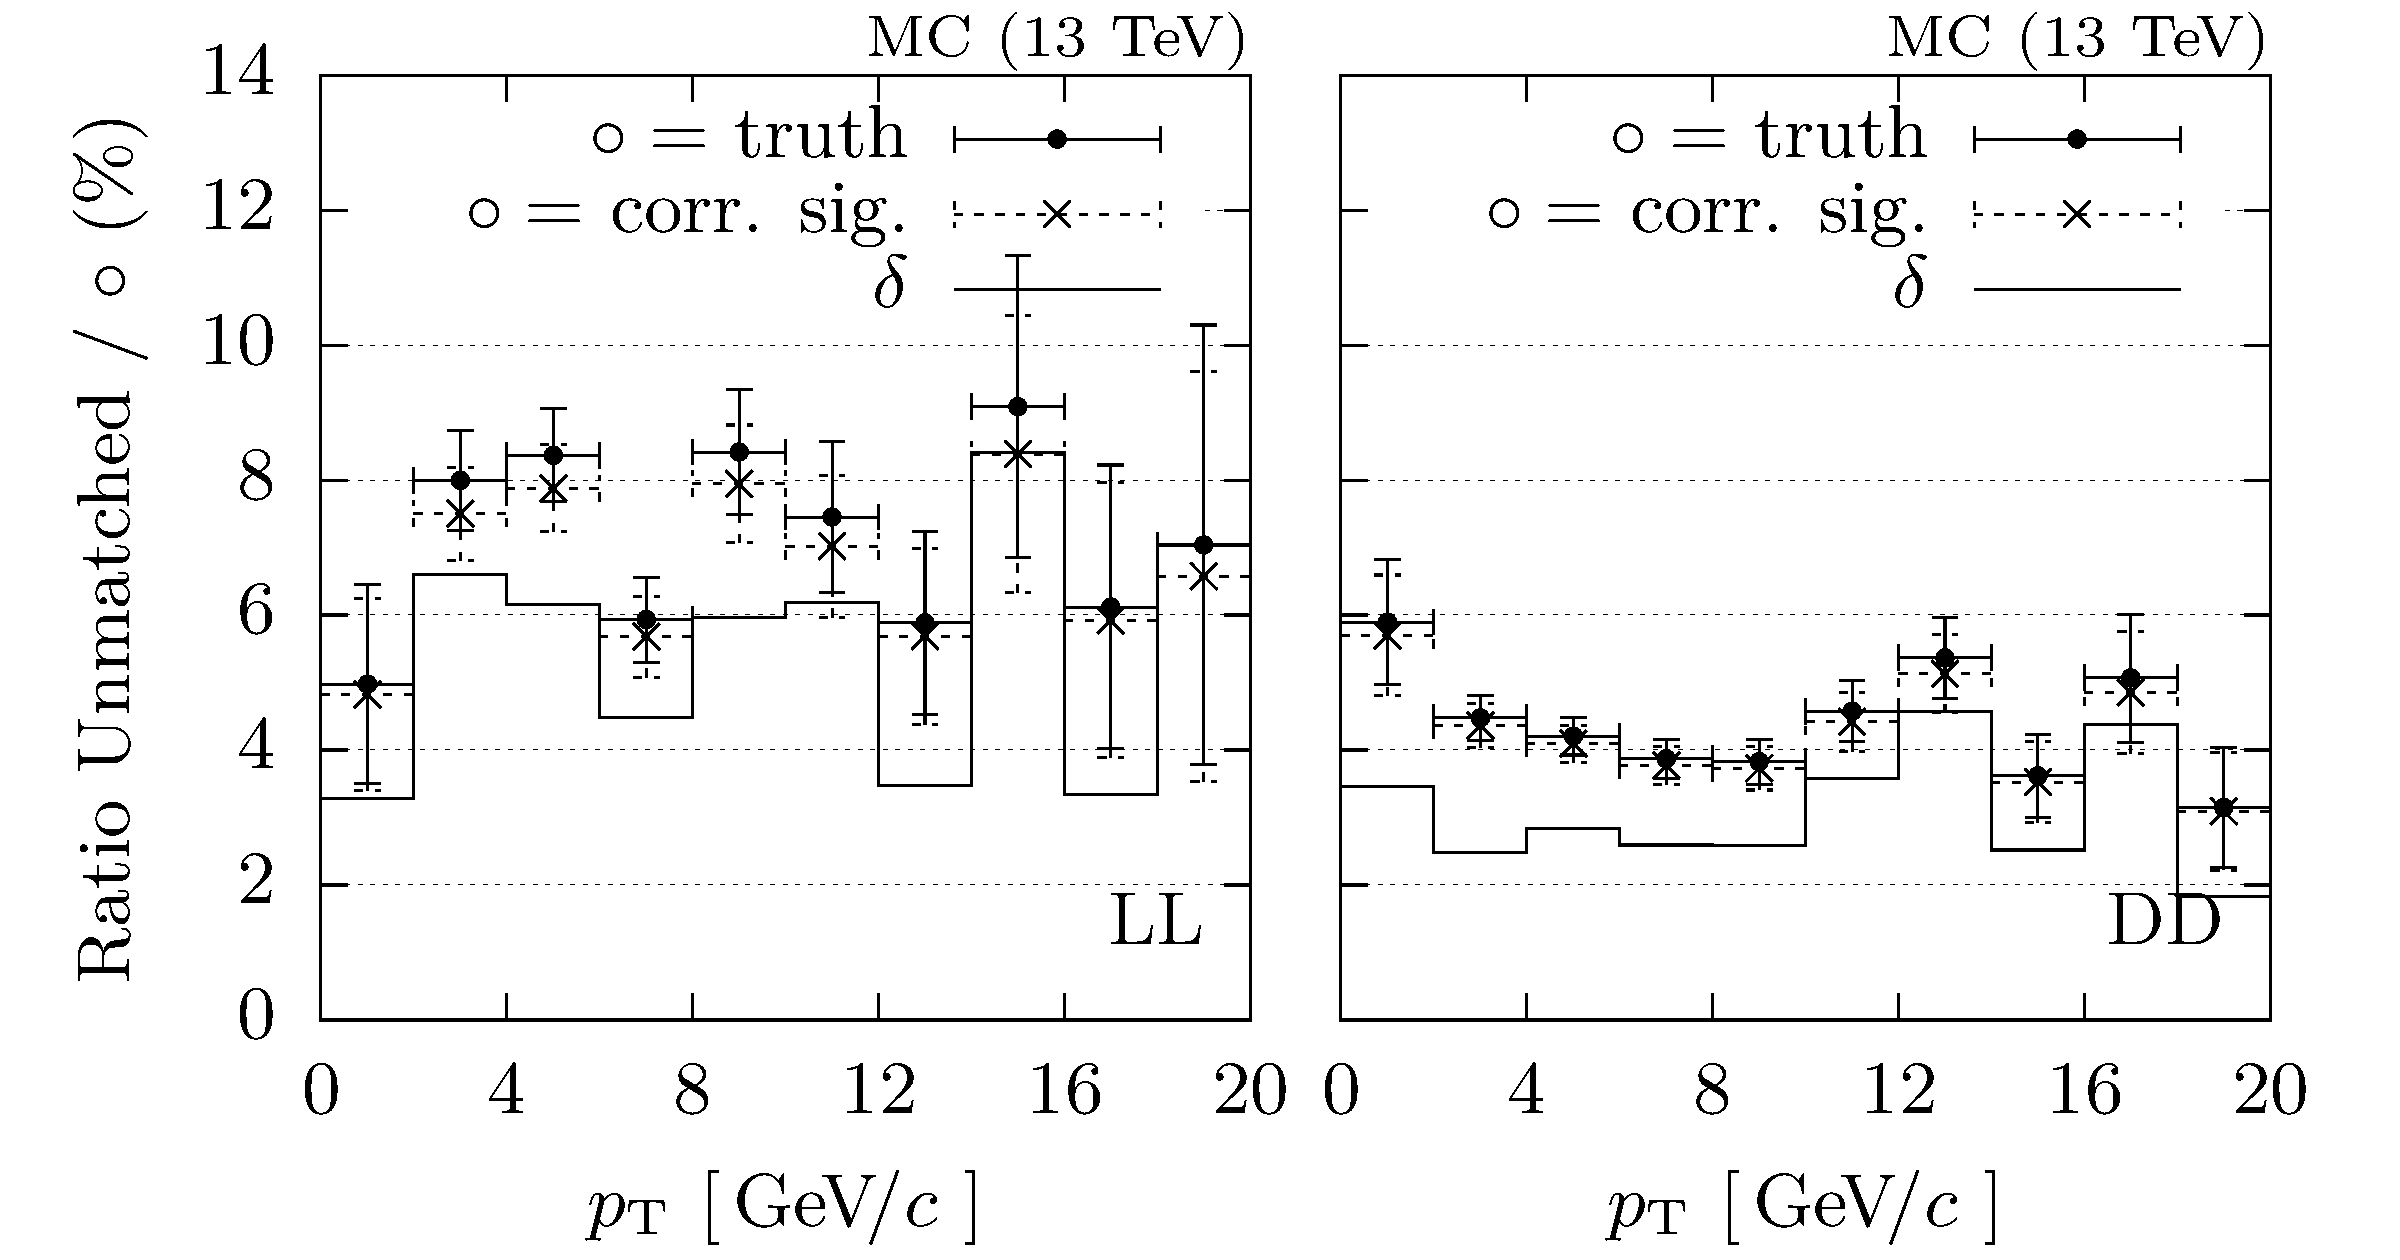 MC (13 TeV)
MC (13 TeV)
Ratio Unmatched / ∘ (%)
14
12
10
8
6
4
2
0
∘ = truth
∘ = corr. sig.
δ
LL
0 4 8 12 16 20
p_T [ GeV/c ]
∘ = truth
∘ = corr. sig.
δ
DD
0 4 8 12 16 20
p_T [ GeV/c ]